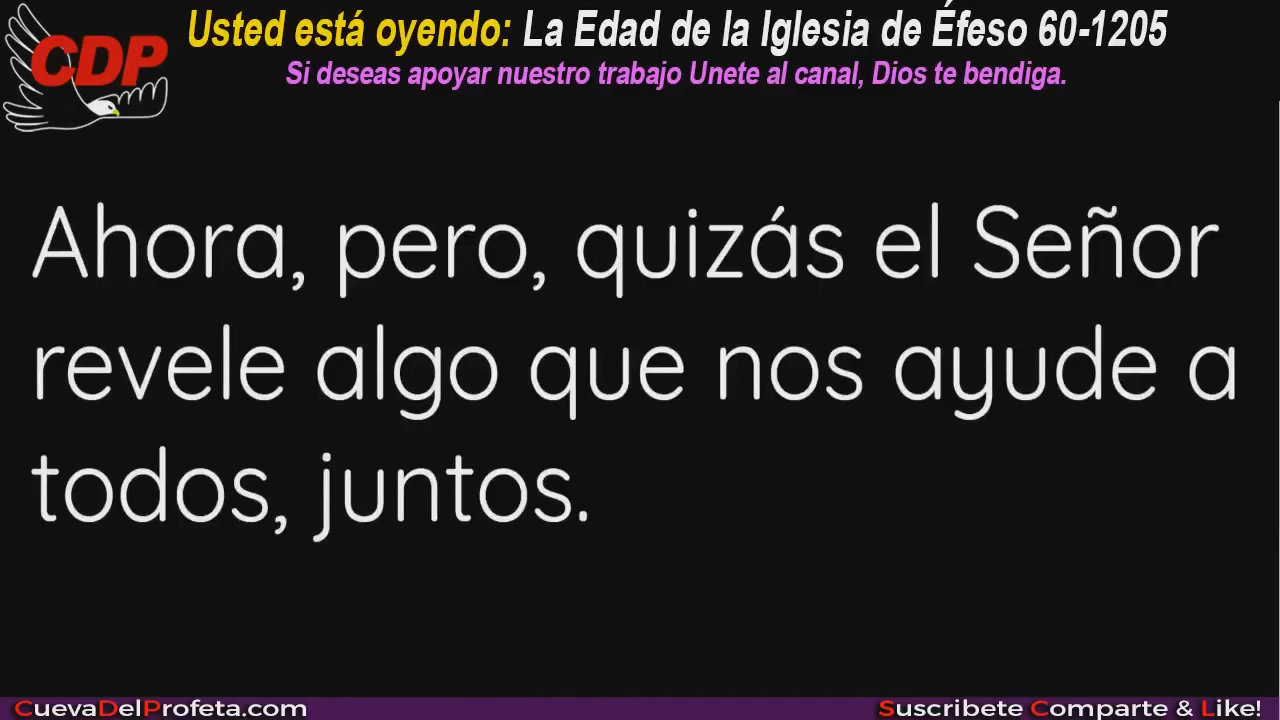 CDP
Usted está oyendo: La Edad de la Iglesia de Éfeso 60-1205
Si deseas apoyar nuestro trabajo Unete al canal, Dios te bendiga.
Ahora, pero, quizás el Señor
revele algo que nos ayude a
todos, juntos.
CuevaDelProfeta.com
Suscribete Comparte & Like!